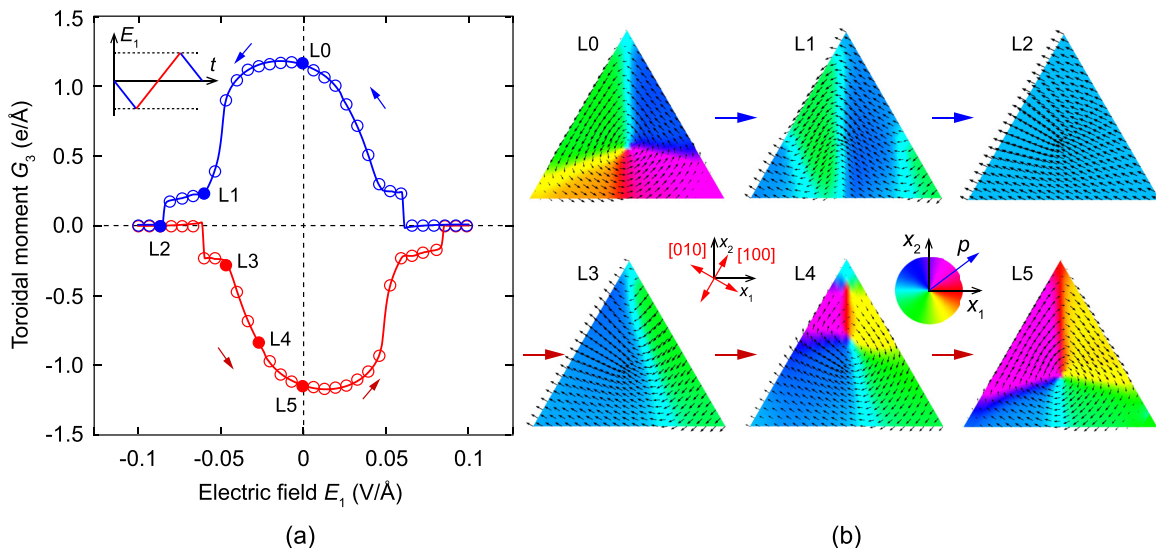 1.5
1.0
0.5
0.0
-0.5
-1.0
-1.5
Toroidal moment G₃ (e/Å)
E₁
t
L0
L1
L2
L3
L4
L5
-0.1
-0.05
0
0.05
0.1
Electric field E₁ (V/Å)
(a)
L0
L1
L2
L3
[010]
x₂
[100]
x₁
L4
x₂
p
x₁
L5
(b)